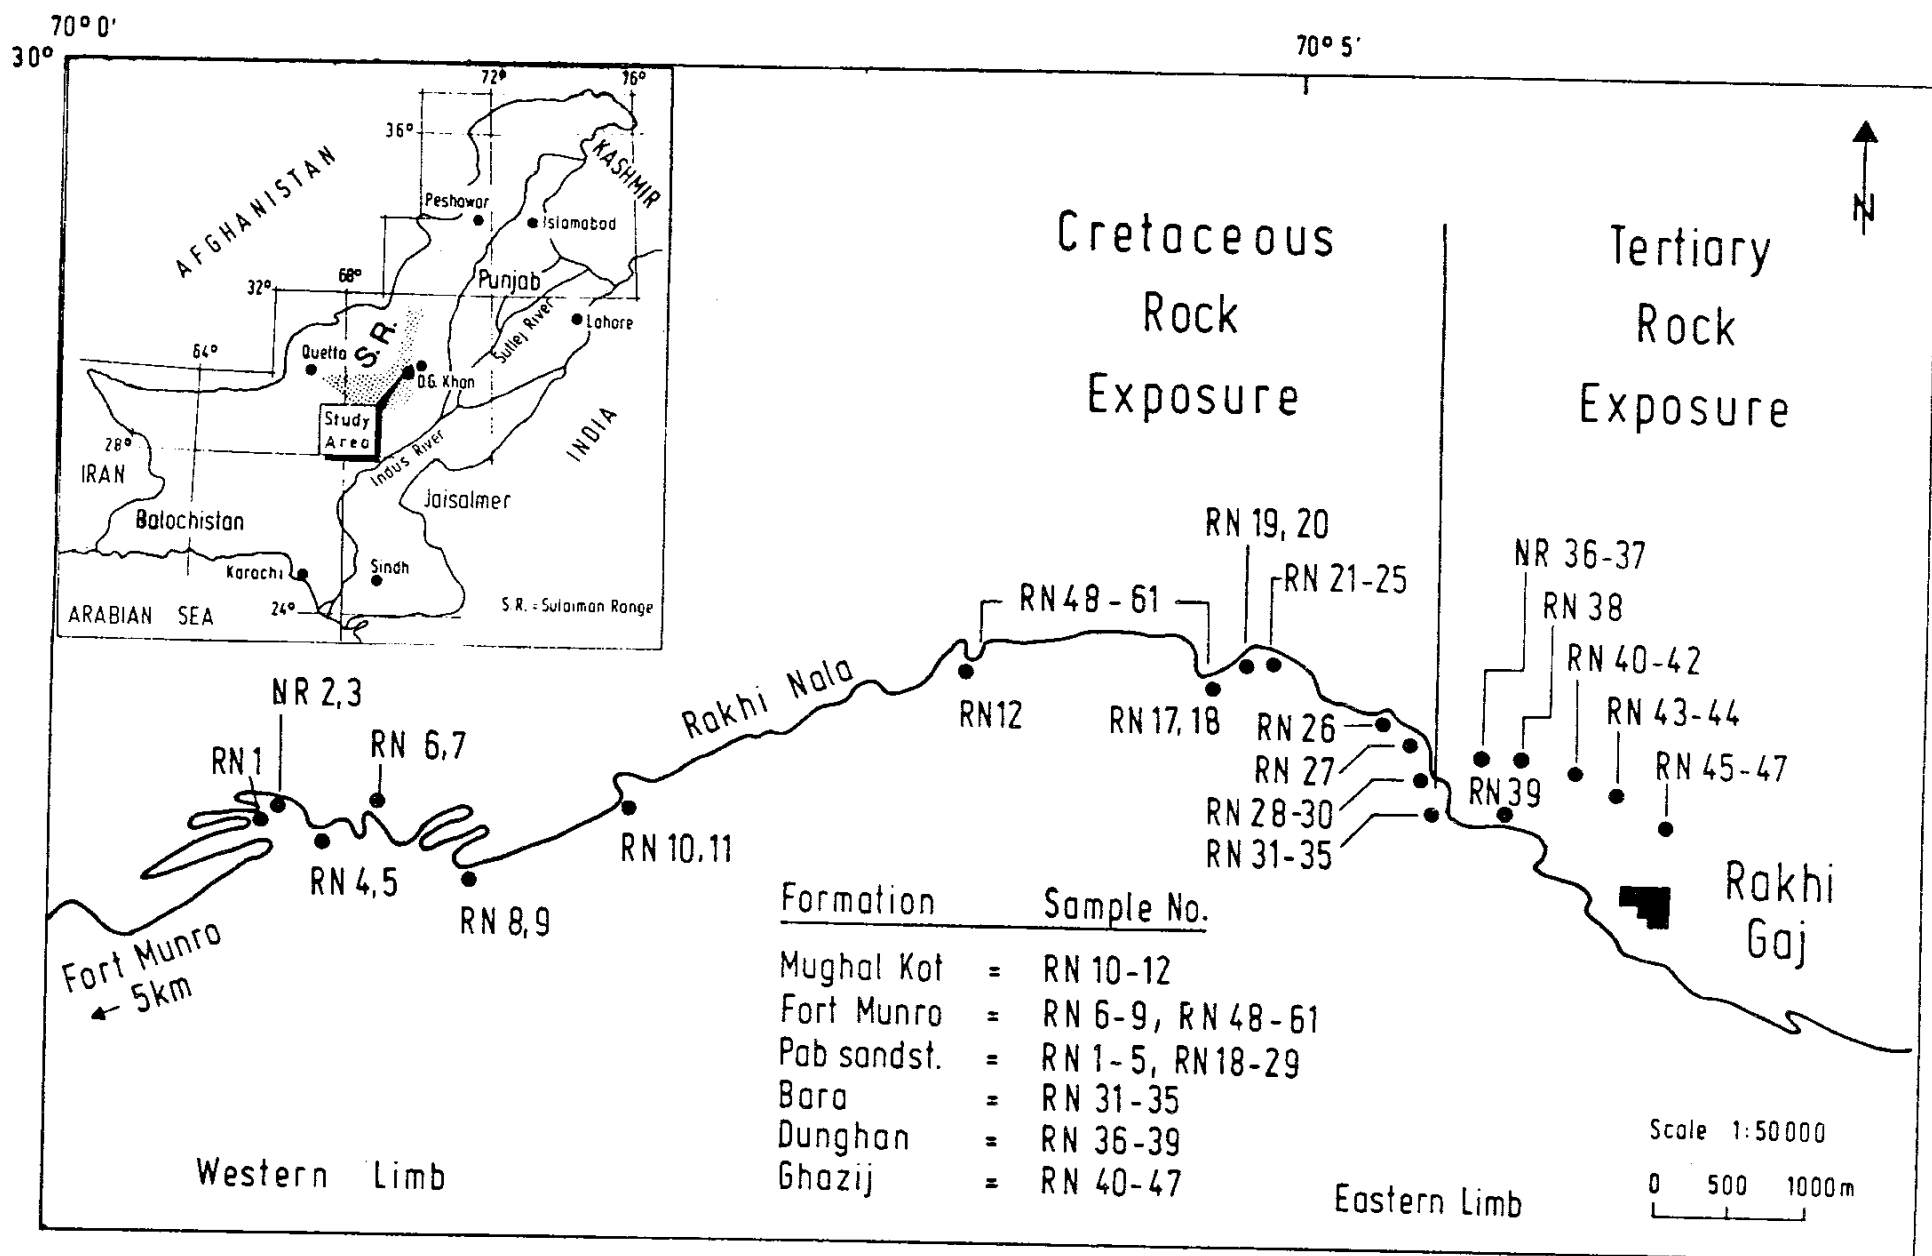 70° 0'
30°
70° 5'
72°
76°
36°
AFGHANISTAN
KASHMIR
Peshawar
Islamabad
32°
68°
Punjab
S.R.
Sutlej River
Lahore
64°
Quetta
D.G. Khan
Study
Area
28°
Indus River
INDIA
IRAN
Jaisalmer
Balochistan
Karachi
Sindh
24°
ARABIAN SEA
S.R. = Sulaiman Range
N
Cretaceous
Rock
Exposure
Tertiary
Rock
Exposure
RN 19, 20
RN 21-25
RN 48-61
NR 36-37
RN 38
RN 40-42
RN 43-44
RN 45-47
NR 2,3
RN 1
RN 6,7
Rakhi Nala
RN12
RN 17, 18
RN 26
RN 27
RN 28-30
RN 31-35
RN 39
RN 4,5
RN 8,9
RN 10,11
Rakhi
Gaj
Fort Munro
← 5km
Formation Sample No.
Mughal Kot = RN 10-12
Fort Munro = RN 6-9, RN 48-61
Pab sandst. = RN 1-5, RN 18-29
Bara = RN 31-35
Dunghan = RN 36-39
Ghazij = RN 40-47
Western Limb
Eastern Limb
Scale 1:50000
0 500 1000m